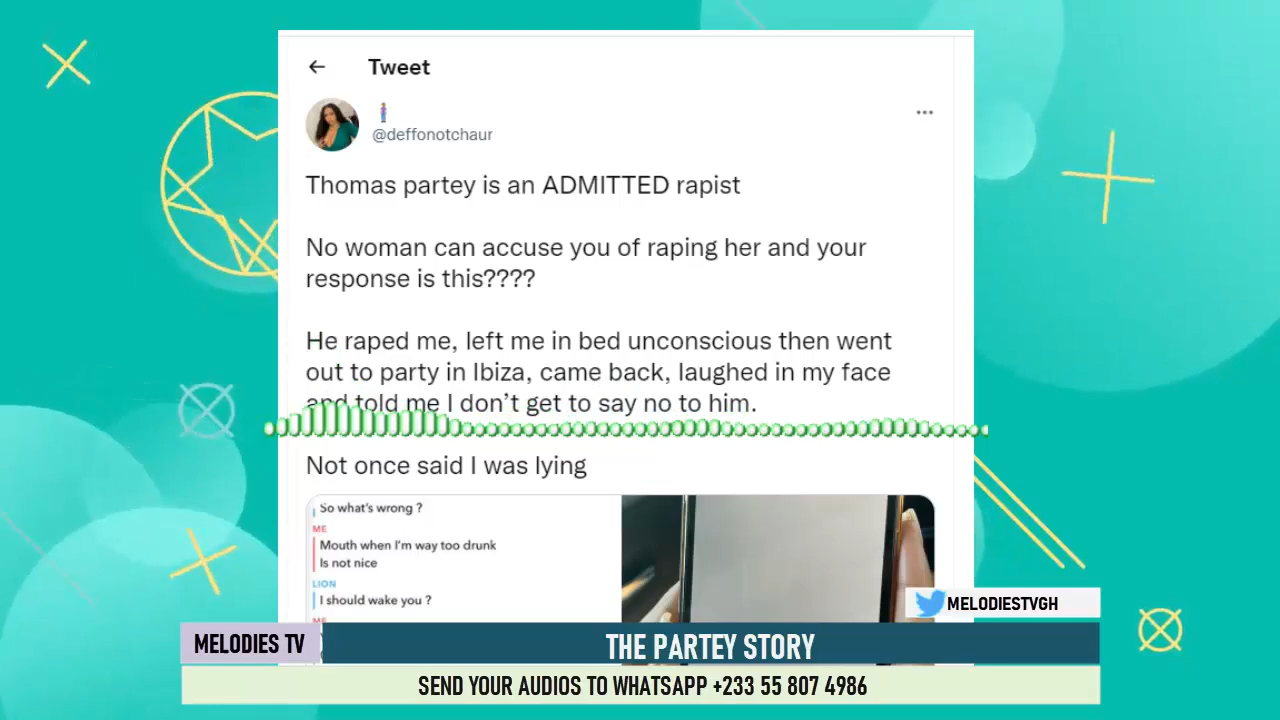 Tweet
@deffonotchaur
Thomas partey is an ADMITTED rapist
No woman can accuse you of raping her and your
response is this????
He raped me, left me in bed unconscious then went
out to party in Ibiza, came back, laughed in my face
and told me I don't get to say no to him.
Not once said I was lying
So what's wrong ?
ME
Mouth when I'm way too drunk
Is not nice
LION
I should wake you ?
ME
MELODIESTVGH
MELODIES TV
THE PARTEY STORY
SEND YOUR AUDIOS TO WHATSAPP +233 55 807 4986